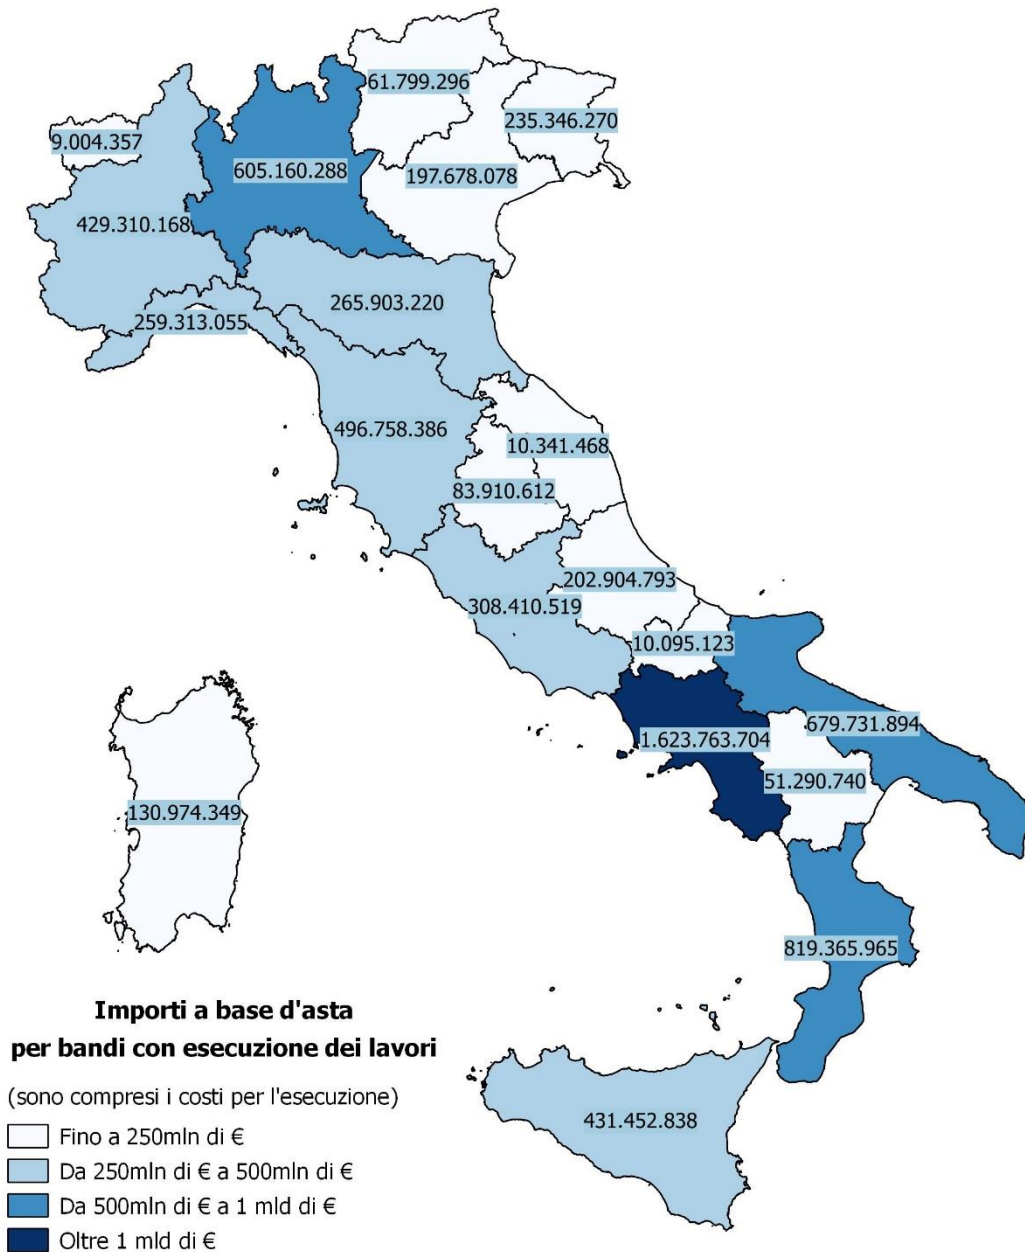 61.799.296
9.004.357
235.346.270
605.160.288
197.678.078
429.310.168
265.903.220
259.313.055
496.758.386
10.341.468
83.910.612
202.904.793
308.410.519
10.095.123
679.731.894
1.623.763.704
51.290.740
130.974.349
819.365.965
Importi a base d'asta
per bandi con esecuzione dei lavori
(sono compresi i costi per l'esecuzione)
Fino a 250mln di €
Da 250mln di € a 500mln di €
Da 500mln di € a 1 mld di €
Oltre 1 mld di €
431.452.838